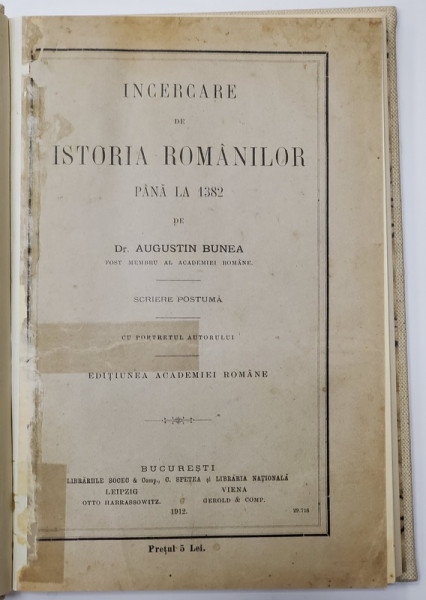 INCERCARE
DE
ISTORIA ROMÂNILOR
PÂNĂ LA 1382
DE
Dr. AUGUSTIN BUNEA
FOST MEMBRU AL ACADEMIEI ROMÂNE.
SCRIERE POSTUMĂ
CU PORTRETUL AUTORULUI
EDIȚIUNEA ACADEMIEI ROMÂNE
BUCUREȘTI
LIBRĂRIILE SOCEC & Comp., C. SFETEA și LIBRĂRIA NAȚIONALĂ
LEIPZIG VIENA
OTTO HARRASSOWITZ. GEROLD & COMP.
1912.
Prețul 5 Lei.